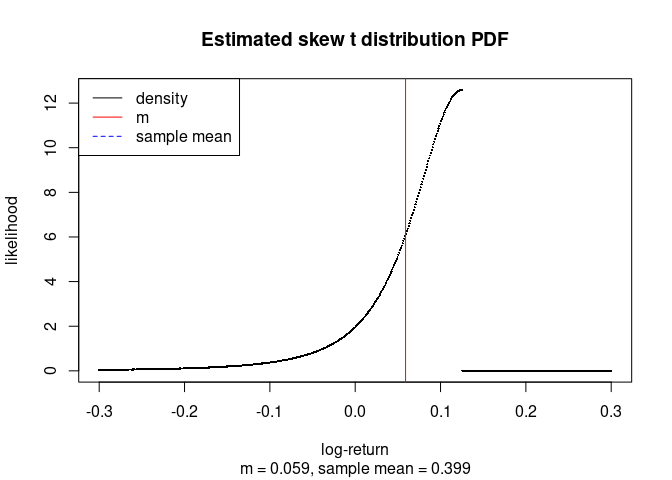 Estimated skew t distribution PDF
density
m
sample mean
likelihood
0
2
4
6
8
10
12
-0.3
-0.2
-0.1
0.0
0.1
0.2
0.3
log-return
m = 0.059, sample mean = 0.399